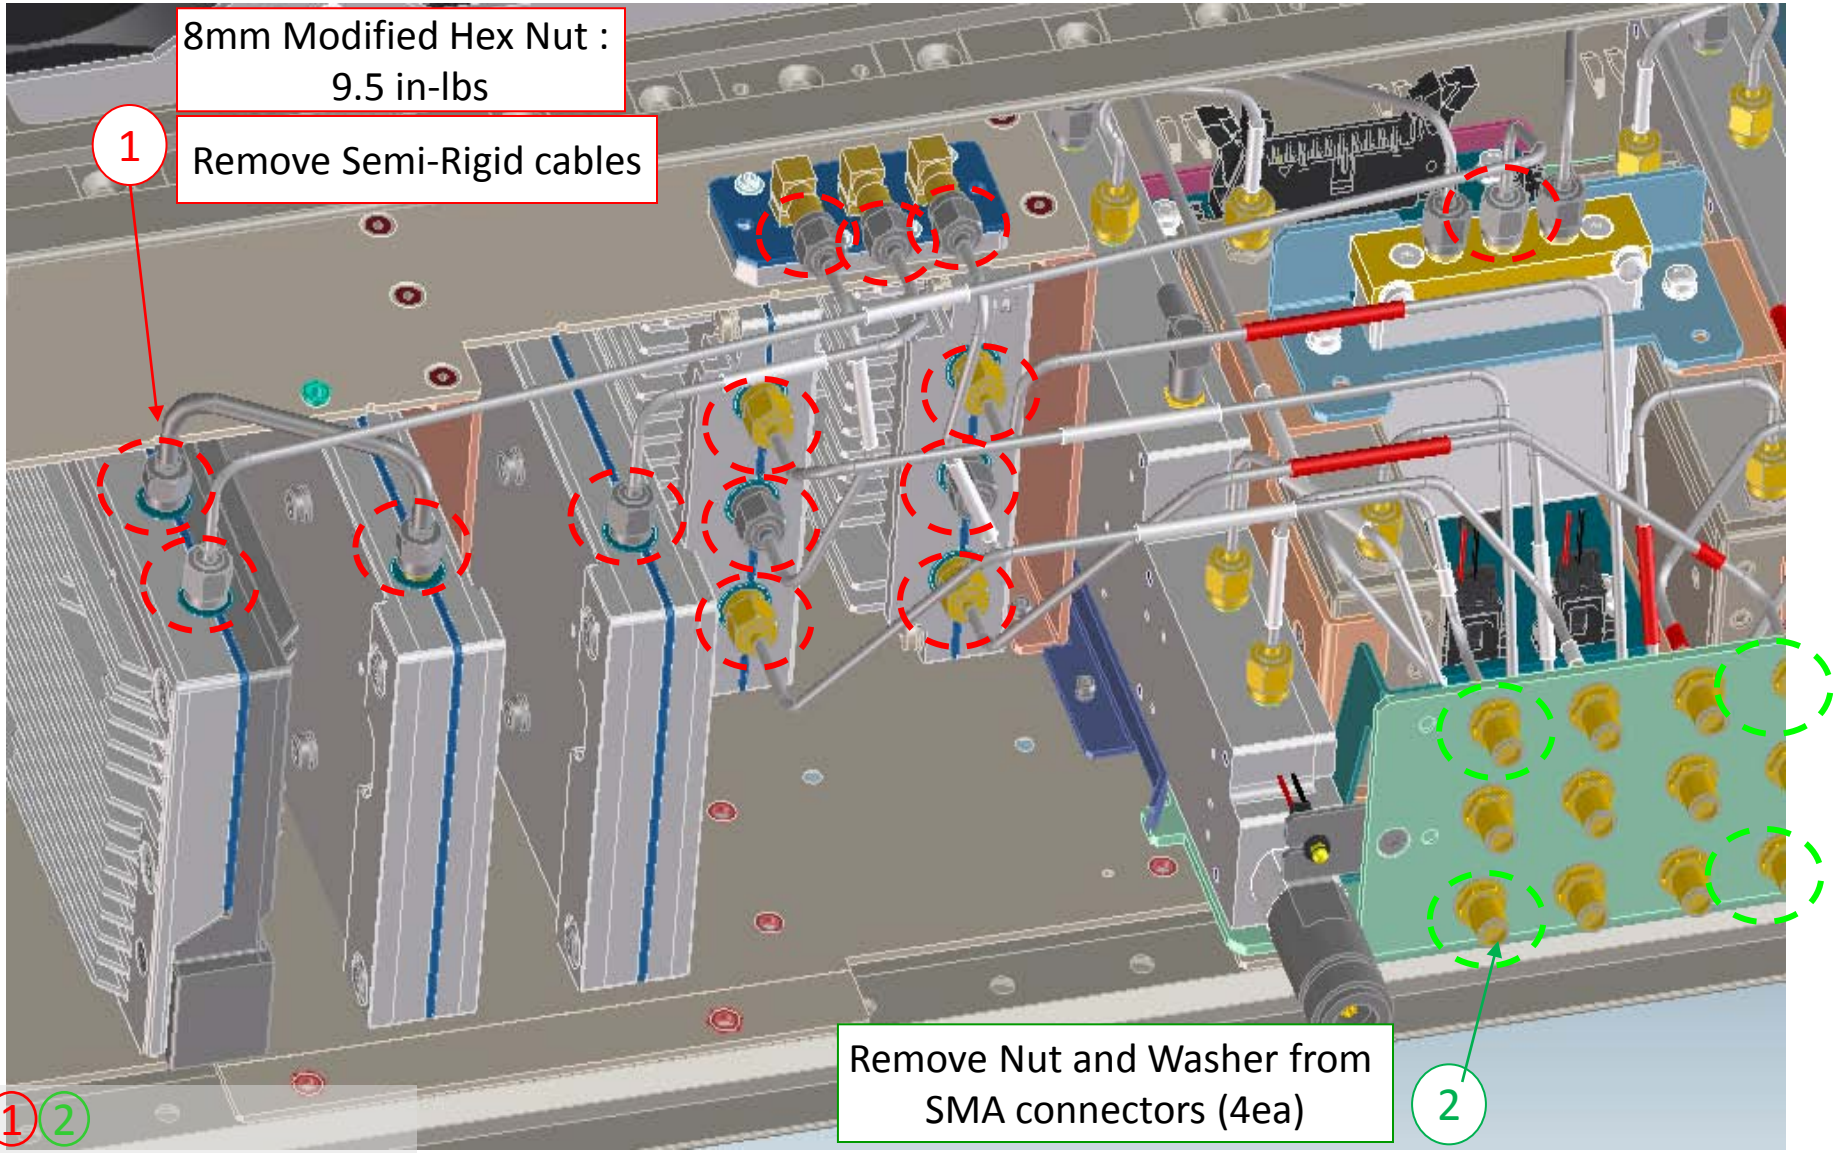 8mm Modified Hex Nut :
9.5 in-lbs
1
Remove Semi-Rigid cables
Remove Nut and Washer from
SMA connectors (4ea)
2
1 2